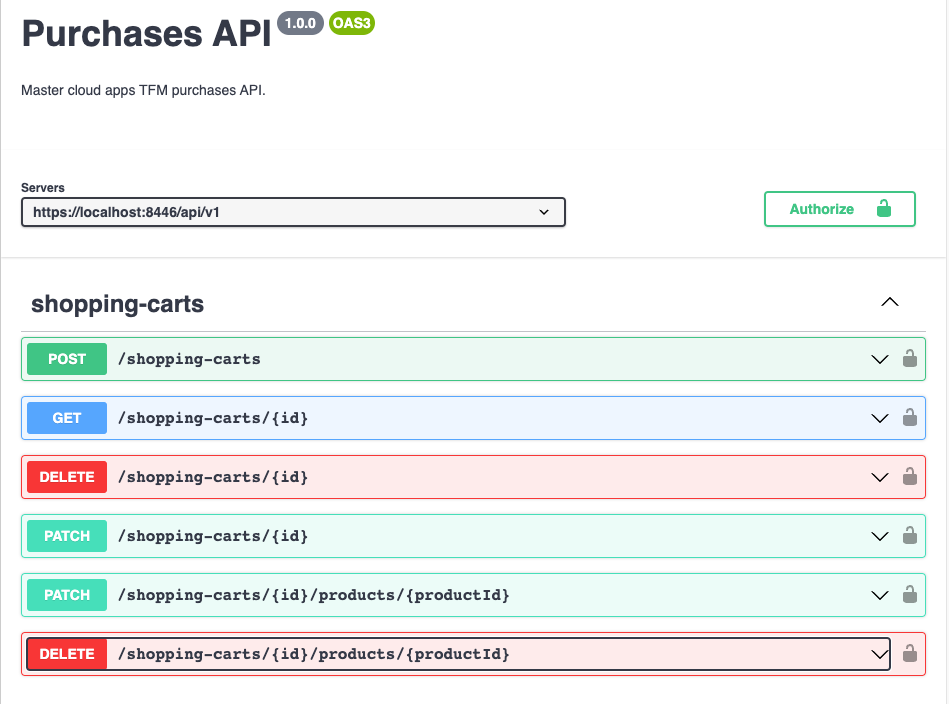 Purchases API 1.0.0 OAS3
Master cloud apps TFM purchases API.
Servers
https://localhost:8446/api/v1
Authorize
shopping-carts
POST /shopping-carts
GET /shopping-carts/{id}
DELETE /shopping-carts/{id}
PATCH /shopping-carts/{id}
PATCH /shopping-carts/{id}/products/{productId}
DELETE /shopping-carts/{id}/products/{productId}